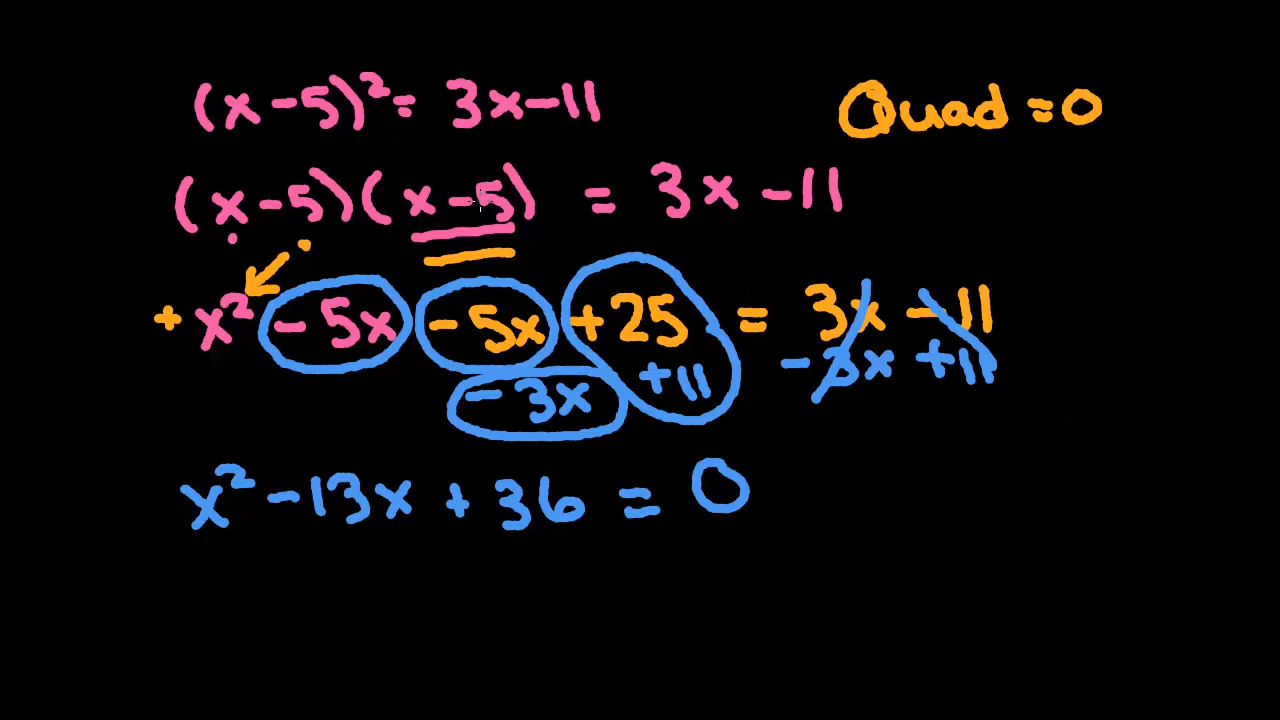 (x-5)² = 3x-11
Quad = 0
(x-5)(x-5) = 3x-11
+x² -5x -5x +25 = 3x -11
-3x +11 -3x +11
x² -13x + 36 = 0